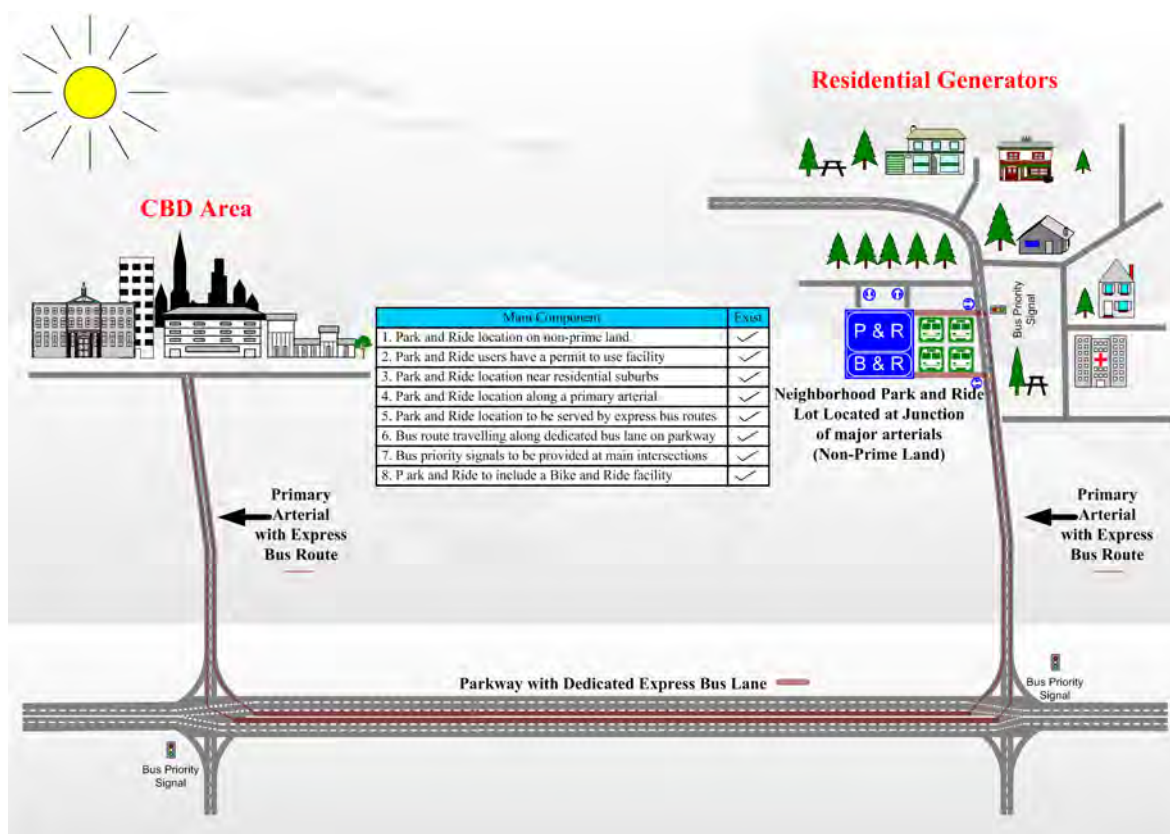 Residential Generators
CBD Area
Main Component Exist
1. Park and Ride location on non-prime land
2. Park and Ride users have a permit to use facility
3. Park and Ride location near residential suburbs
4. Park and Ride location along a primary arterial
5. Park and Ride location to be served by express bus routes
6. Bus route travelling along dedicated bus lane on parkway
7. Bus priority signals to be provided at main intersections
8. P ark and Ride to include a Bike and Ride facility
P & R
B & R
Bus Priority
Signal
Neighborhood Park and Ride
Lot Located at Junction
of major arterials
(Non-Prime Land)
Primary
Arterial
with Express
Bus Route
Primary
Arterial
with Express
Bus Route
Parkway with Dedicated Express Bus Lane
Bus Priority
Signal
Bus Priority
Signal